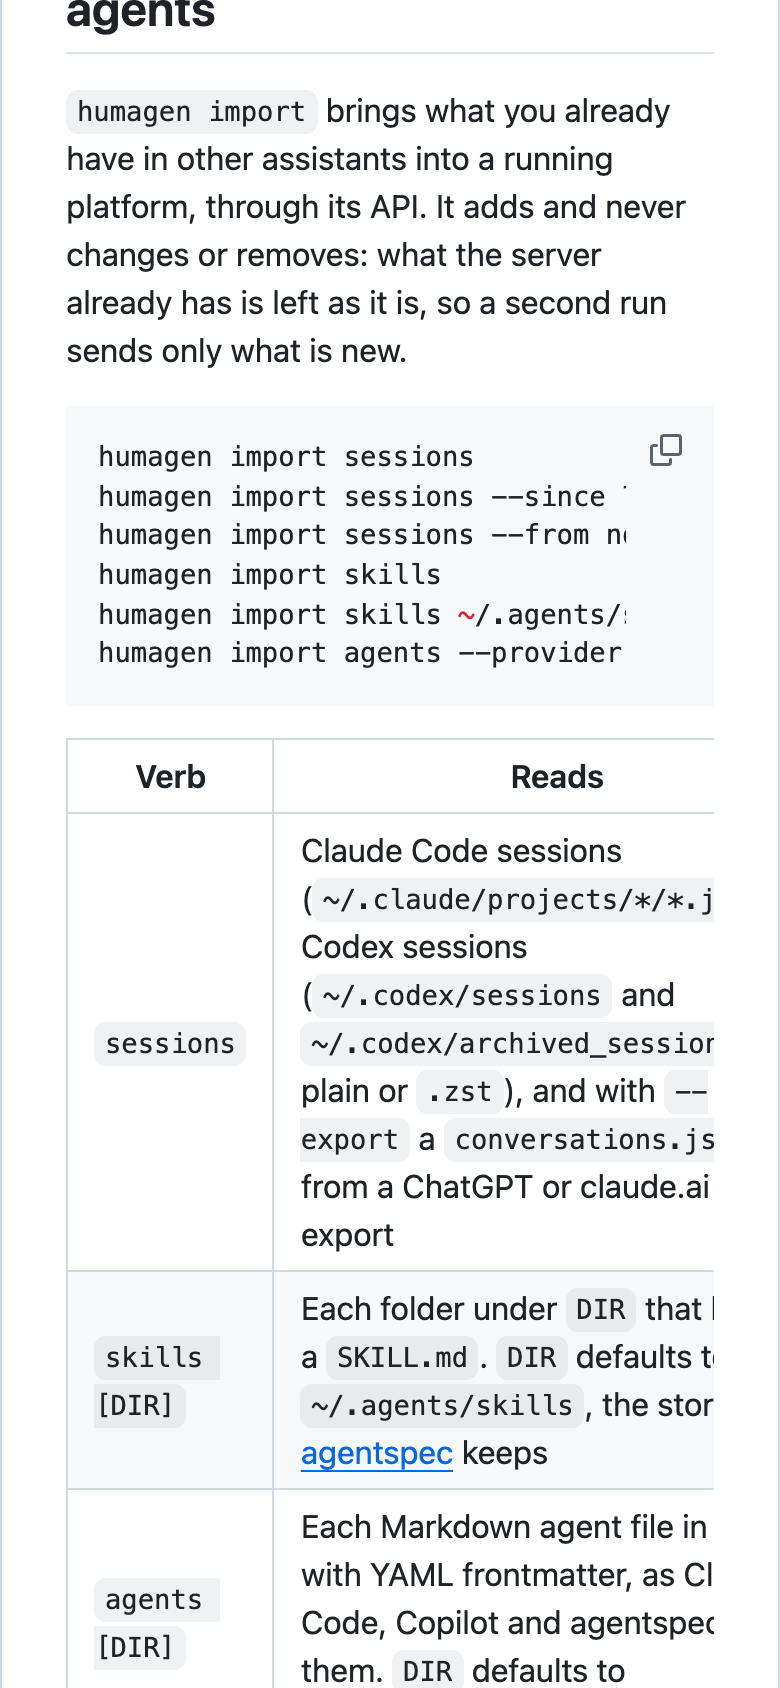 agents
humagen import brings what you already
have in other assistants into a running
platform, through its API. It adds and never
changes or removes: what the server
already has is left as it is, so a second run
sends only what is new.
humagen import sessions
humagen import sessions --since
humagen import sessions --from
humagen import skills
humagen import skills ~/.agents/
humagen import agents --provider
Verb Reads
Claude Code sessions
(~/.claude/projects/*/*.j
Codex sessions
(~/.codex/sessions and
sessions
~/.codex/archived_session
plain or .zst), and with --
export a conversations.js
from a ChatGPT or claude.ai
export
Each folder under DIR that
skills
[DIR]
a SKILL.md. DIR defaults
~/.agents/skills, the stor
agentspec keeps
Each Markdown agent file in
with YAML frontmatter, as Cl
agents
[DIR]
Code, Copilot and agentspec
them. DIR defaults to